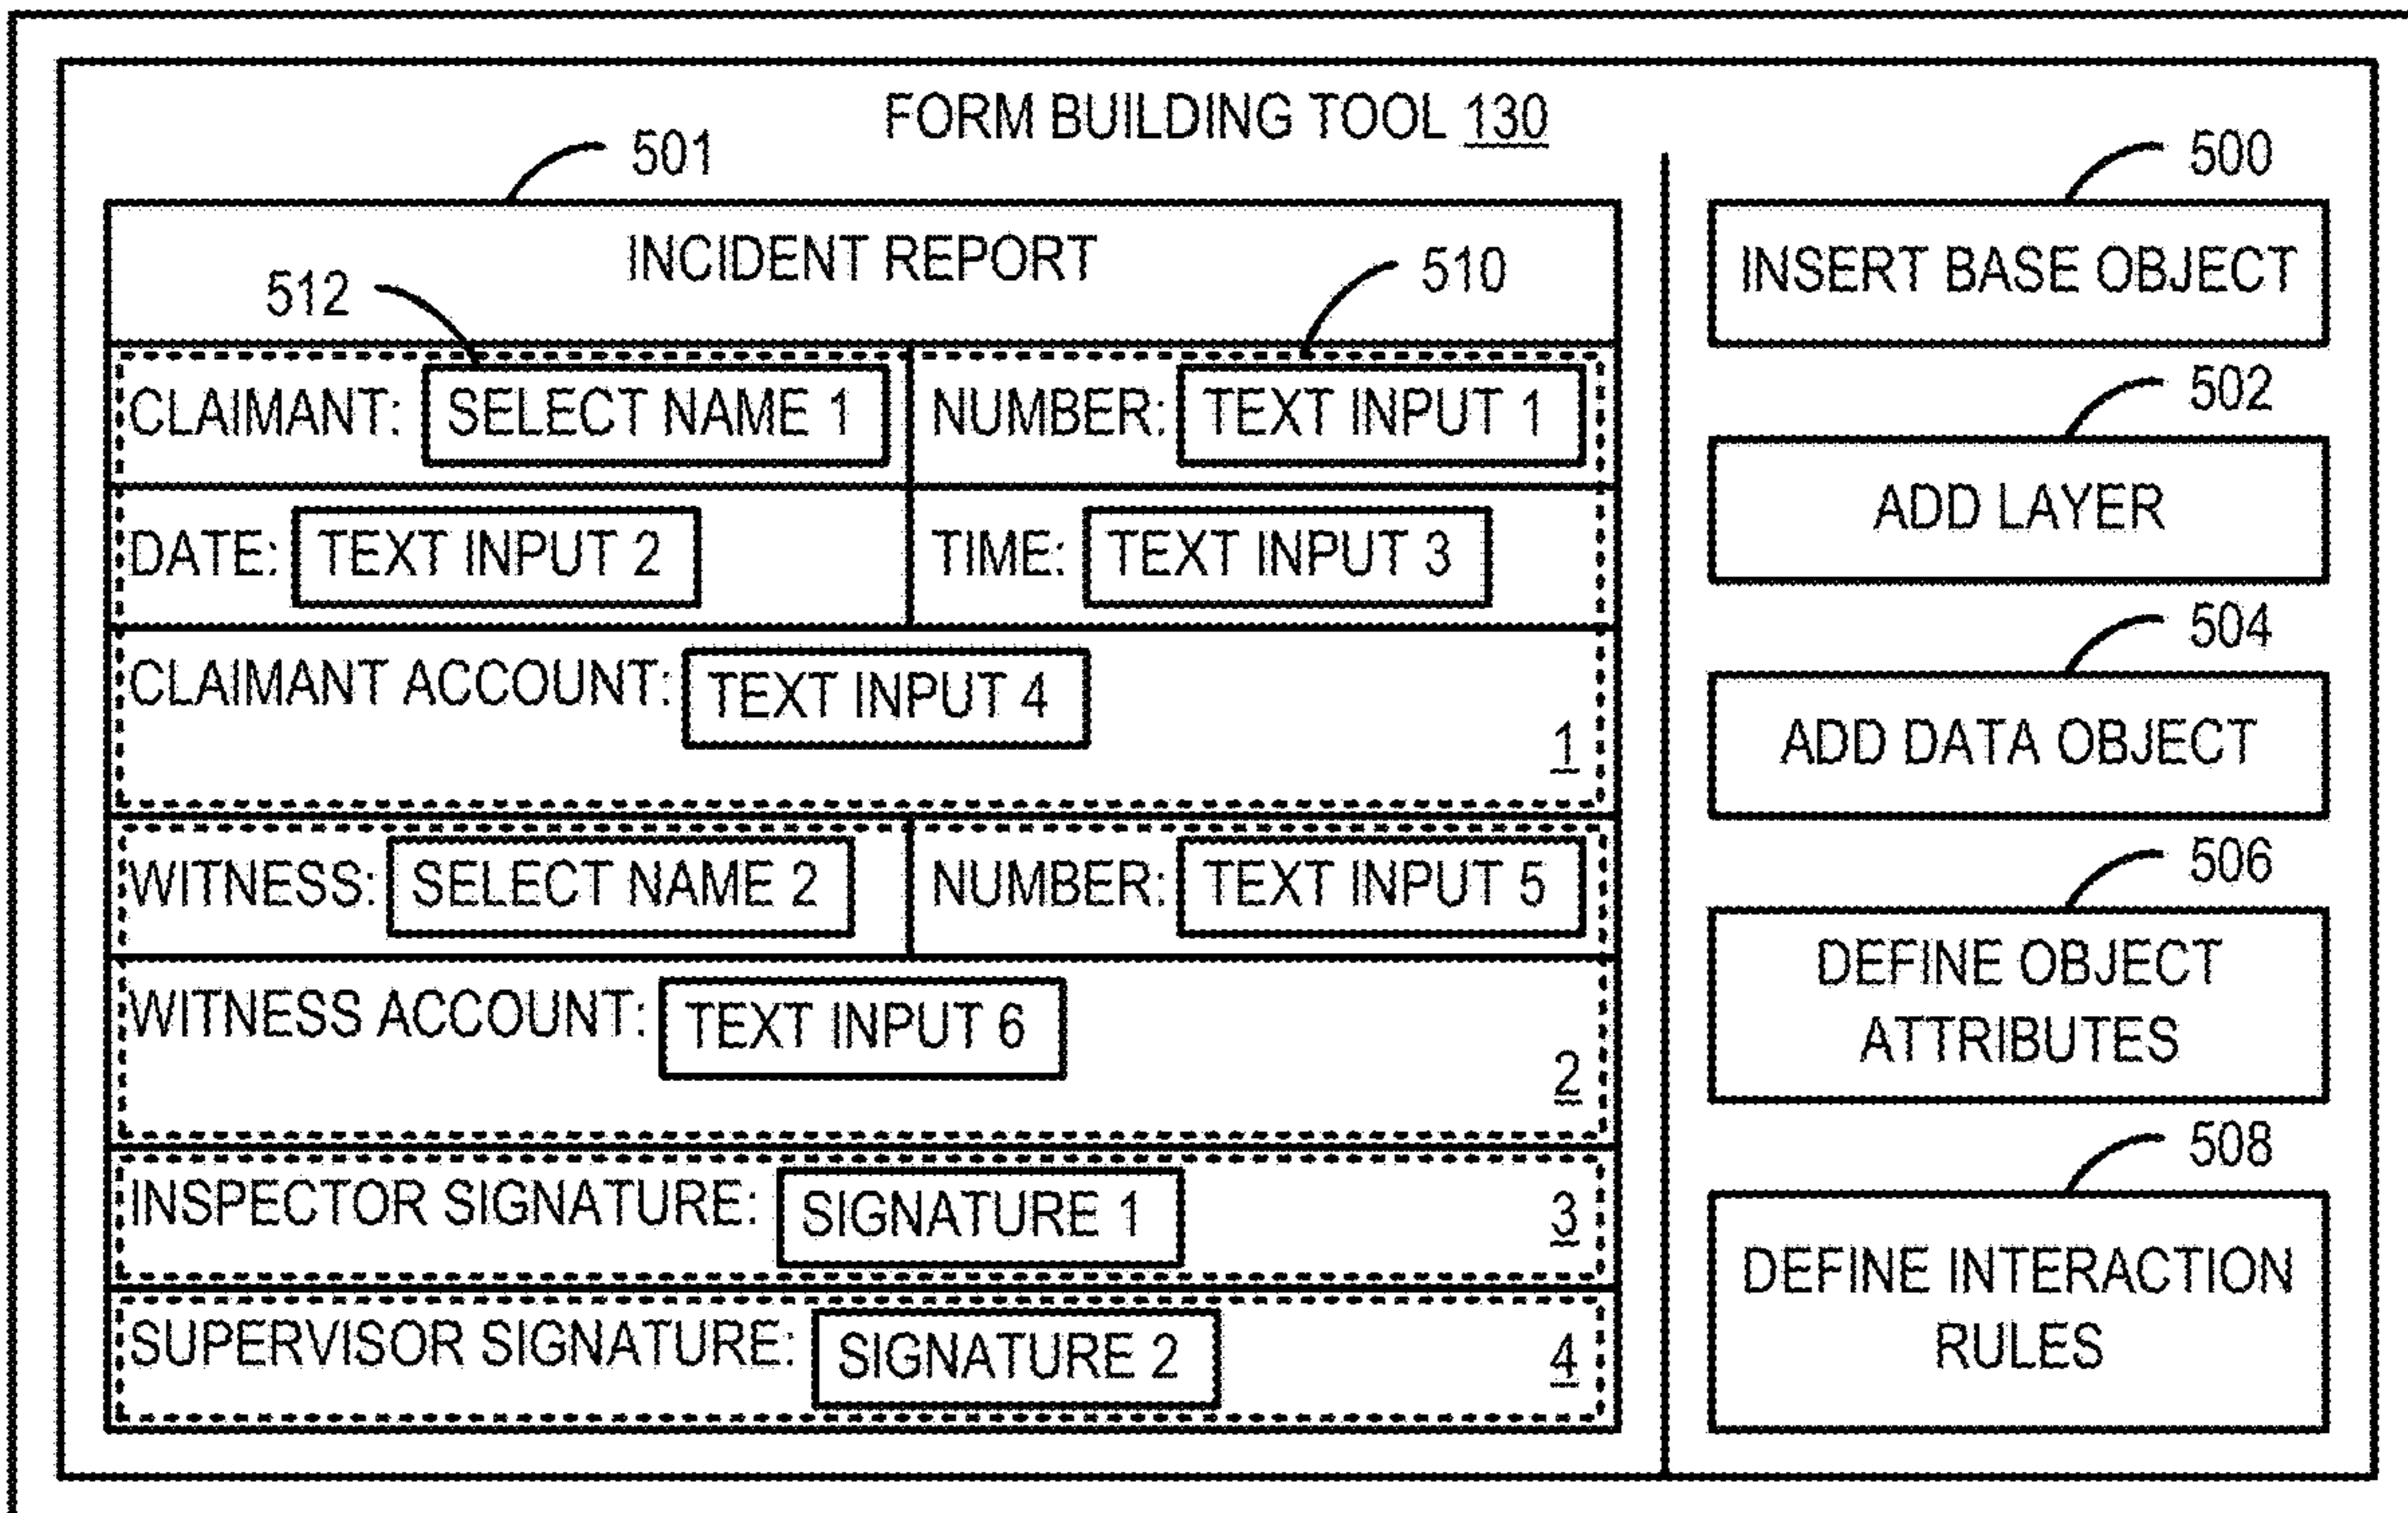 FORM BUILDING TOOL 130
501
INCIDENT REPORT
512
510
CLAIMANT: SELECT NAME 1
NUMBER: TEXT INPUT 1
DATE: TEXT INPUT 2
TIME: TEXT INPUT 3
CLAIMANT ACCOUNT: TEXT INPUT 4
1
WITNESS: SELECT NAME 2
NUMBER: TEXT INPUT 5
WITNESS ACCOUNT: TEXT INPUT 6
2
INSPECTOR SIGNATURE: SIGNATURE 1
3
SUPERVISOR SIGNATURE: SIGNATURE 2
4
500
INSERT BASE OBJECT
502
ADD LAYER
504
ADD DATA OBJECT
506
DEFINE OBJECT
ATTRIBUTES
508
DEFINE INTERACTION
RULES